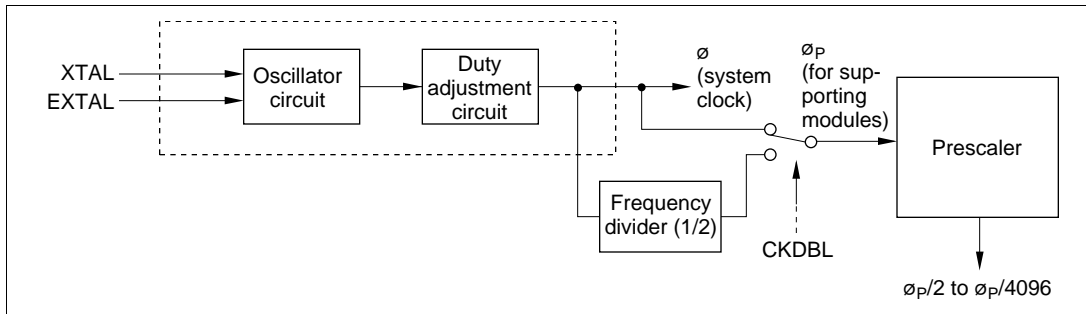 XTAL
EXTAL
Oscillator
circuit
Duty
adjustment
circuit
ø
(system
clock)
øP
(for sup-
porting
modules)
Prescaler
Frequency
divider (1/2)
CKDBL
øP/2 to øP/4096